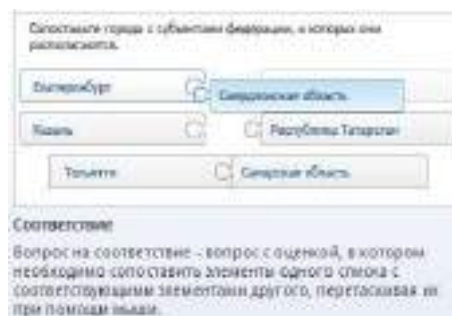 Сопоставьте города с субъектами федерации, в которых они
располагаются.
Екатеринбург
Свердловская область
Казань
Республика Татарстан
Тольятти
Самарская область
Соответствие
Вопрос на соответствие - вопрос с оценкой, в котором
необходимо сопоставить элементы одного списка с
соответствующими элементами другого, перетаскивая их
при помощи мыши.